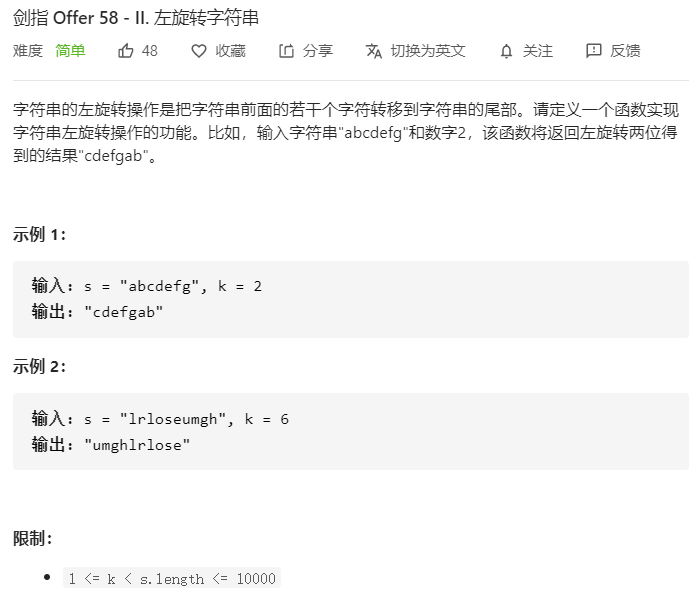 剑指 Offer 58 - II. 左旋转字符串
难度 简单 48 收藏 分享 切换为英文 关注 反馈
字符串的左旋转操作是把字符串前面的若干个字符转移到字符串的尾部。请定义一个函数实现
字符串左旋转操作的功能。比如，输入字符串"abcdefg"和数字2，该函数将返回左旋转两位得
到的结果"cdefgab"。
示例 1：
输入: s = "abcdefg", k = 2
输出: "cdefgab"
示例 2：
输入: s = "lrloseumgh", k = 6
输出: "umghlrlose"
限制：
1 <= k < s.length <= 10000